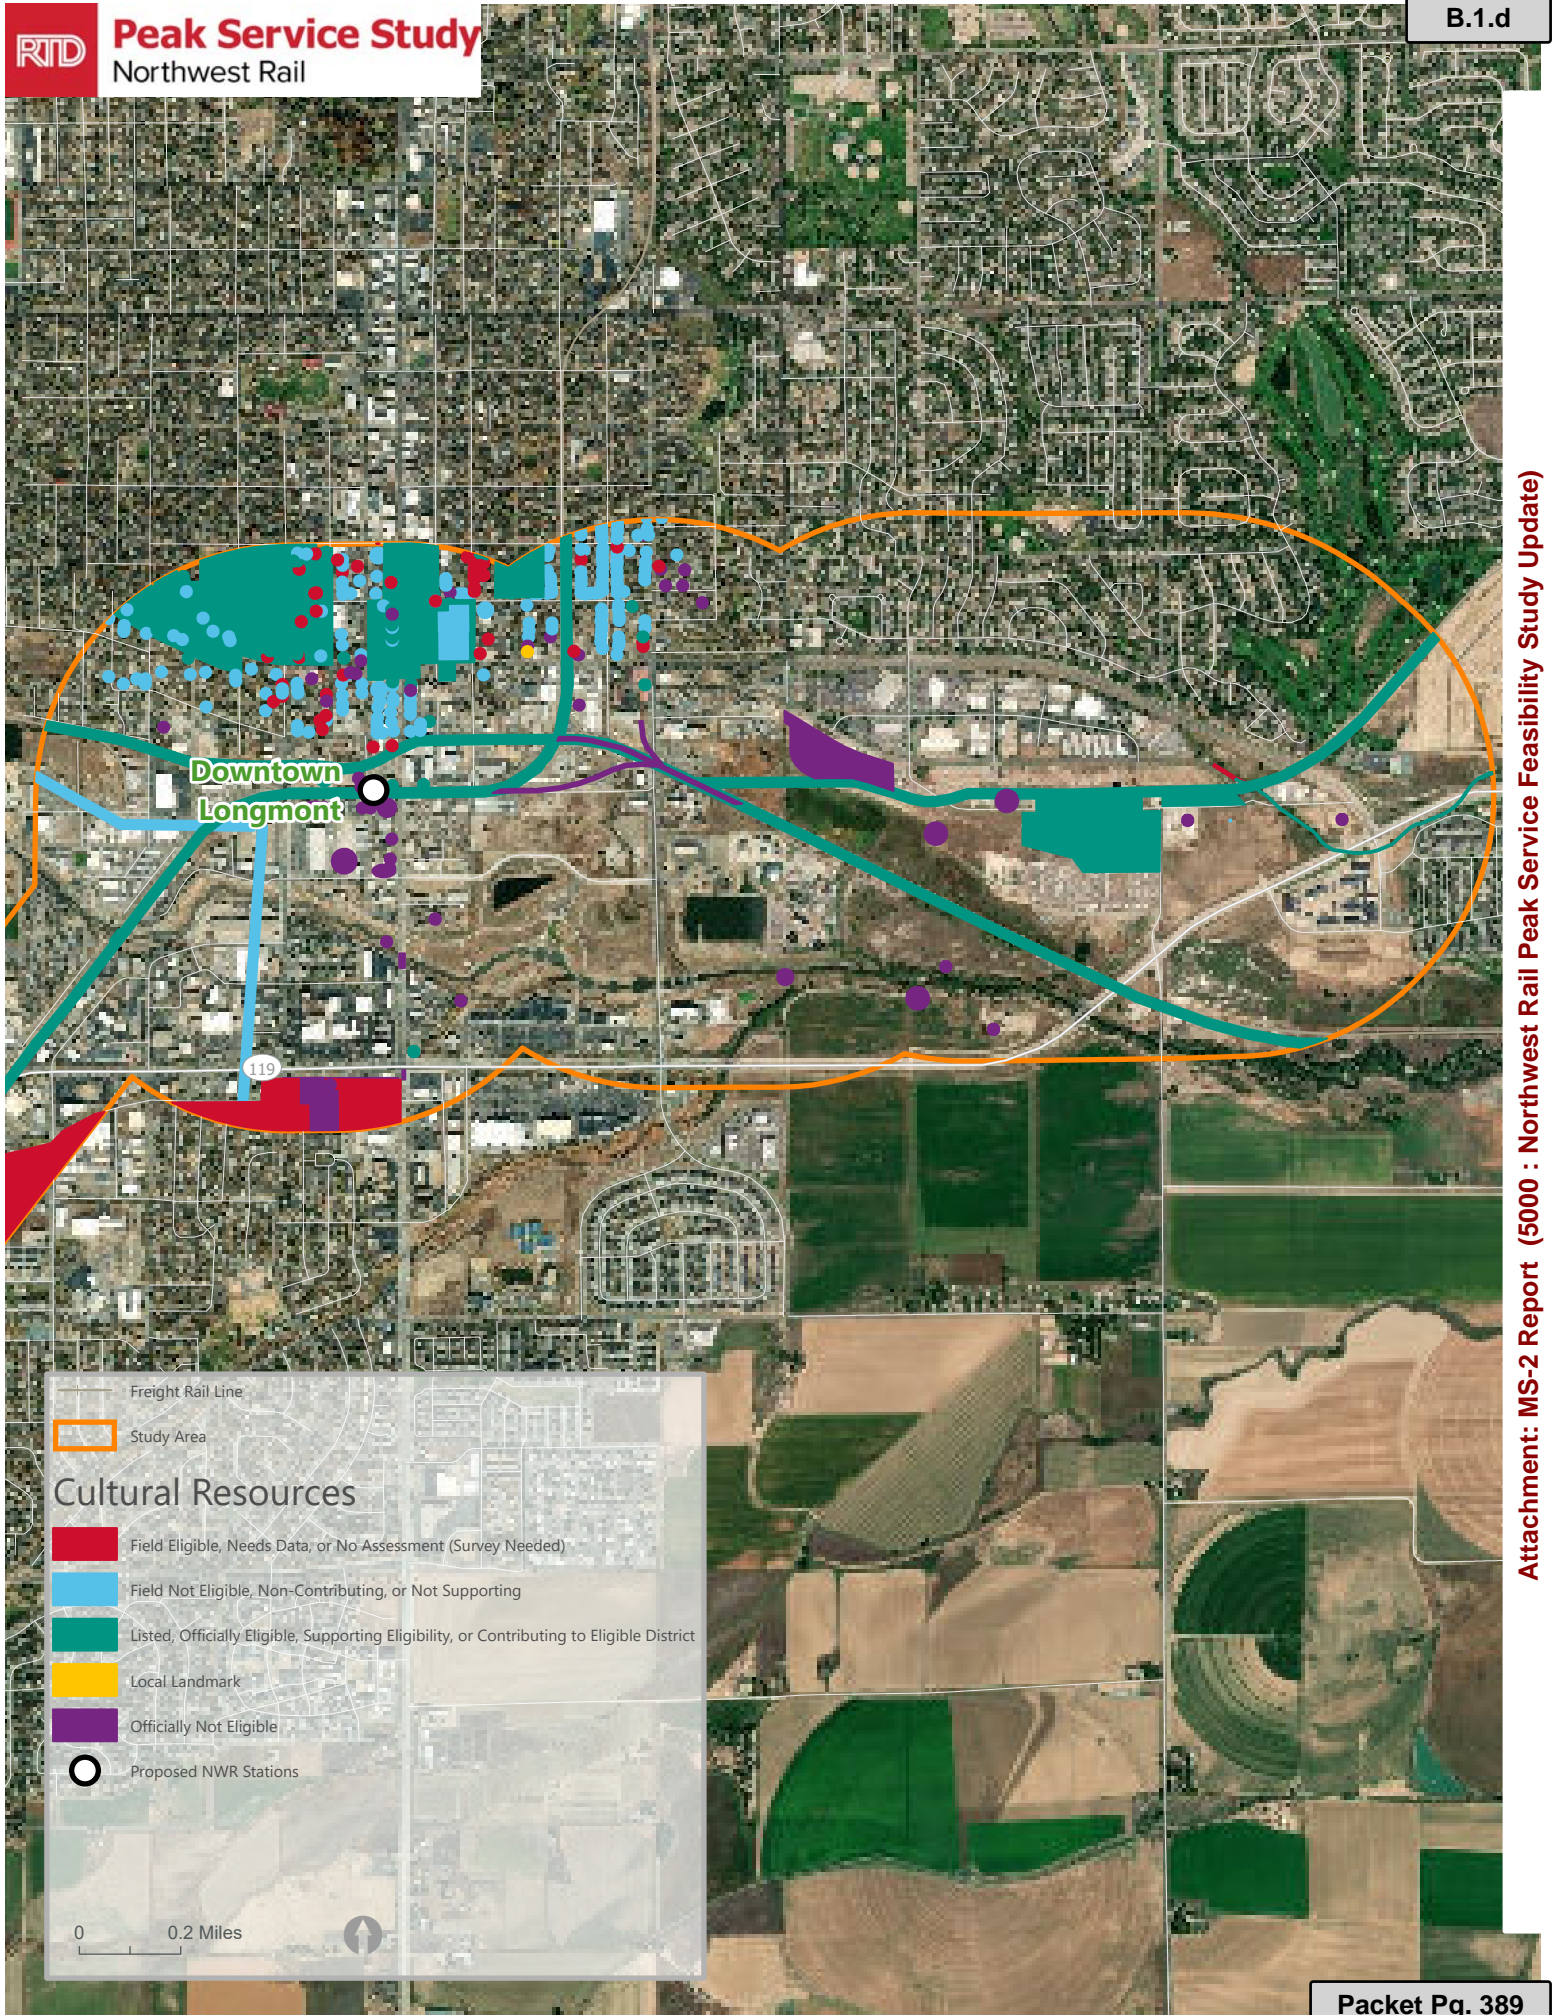 B.1.d
RTD
Peak Service Study
Northwest Rail
Downtown
Longmont
119
Freight Rail Line
Study Area
Cultural Resources
Field Eligible, Needs Data, or No Assessment (Survey Needed)
Field Not Eligible, Non-Contributing, or Not Supporting
Listed, Officially Eligible, Supporting Eligibility, or Contributing to Eligible District
Local Landmark
Officially Not Eligible
Proposed NWR Stations
0 0.2 Miles
Attachment: MS-2 Report (5000 : Northwest Rail Peak Service Feasibility Study Update)
Packet Pg. 389